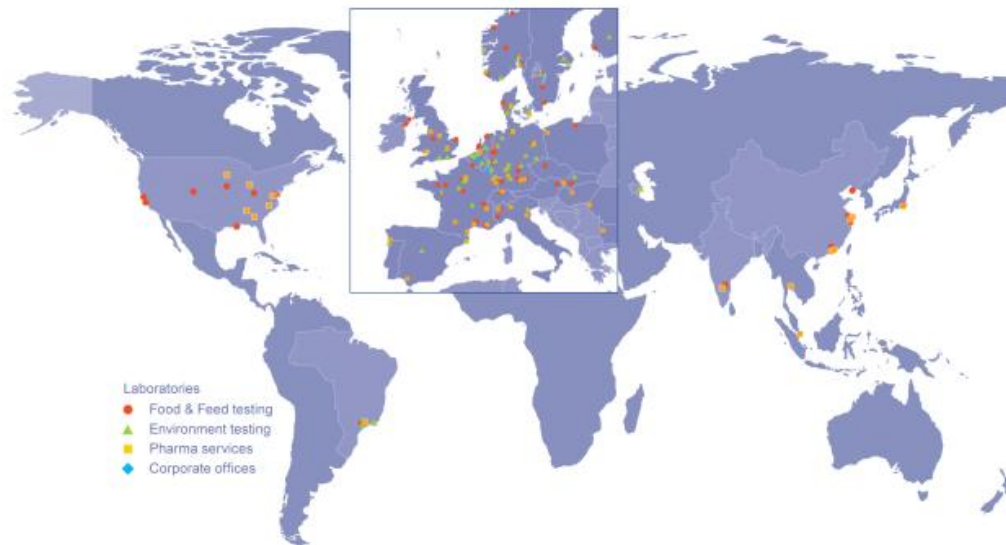 Laboratories
Food & Feed testing
Environment testing
Pharma services
Corporate offices